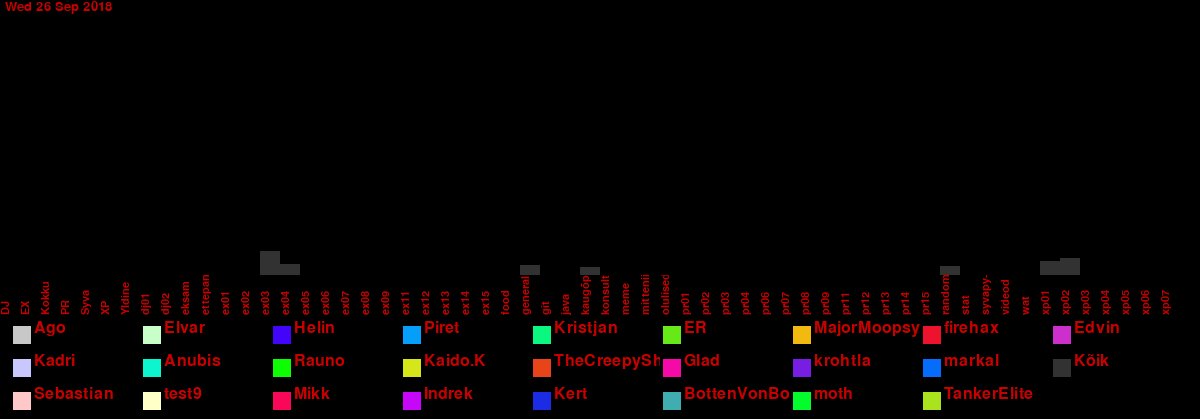 Wed 26 Sep 2018
DJ EX Kokku PR Syva XP Yldine dj01 dj02 eksam ettepan ex01 ex02 ex03 ex04 ex05 ex06 ex07 ex08 ex09 ex11 ex12 ex13 ex14 ex15 food general git java kaugõp konsult meme mittenii olulised pr01 pr02 pr03 pr04 pr06 pr07 pr08 pr09 pr11 pr12 pr13 pr14 pr15 random stat syvapy- videod wat xp01 xp02 xp03 xp04 xp05 xp06 xp07
Ago Elvar Helin Piret Kristjan ER MajorMoopsy firehax Edvin
Kadri Anubis Rauno Kaido.K TheCreepySh Glad krohtla markal Kõik
Sebastian test9 Mikk Indrek Kert BottenVonBo moth TankerElite